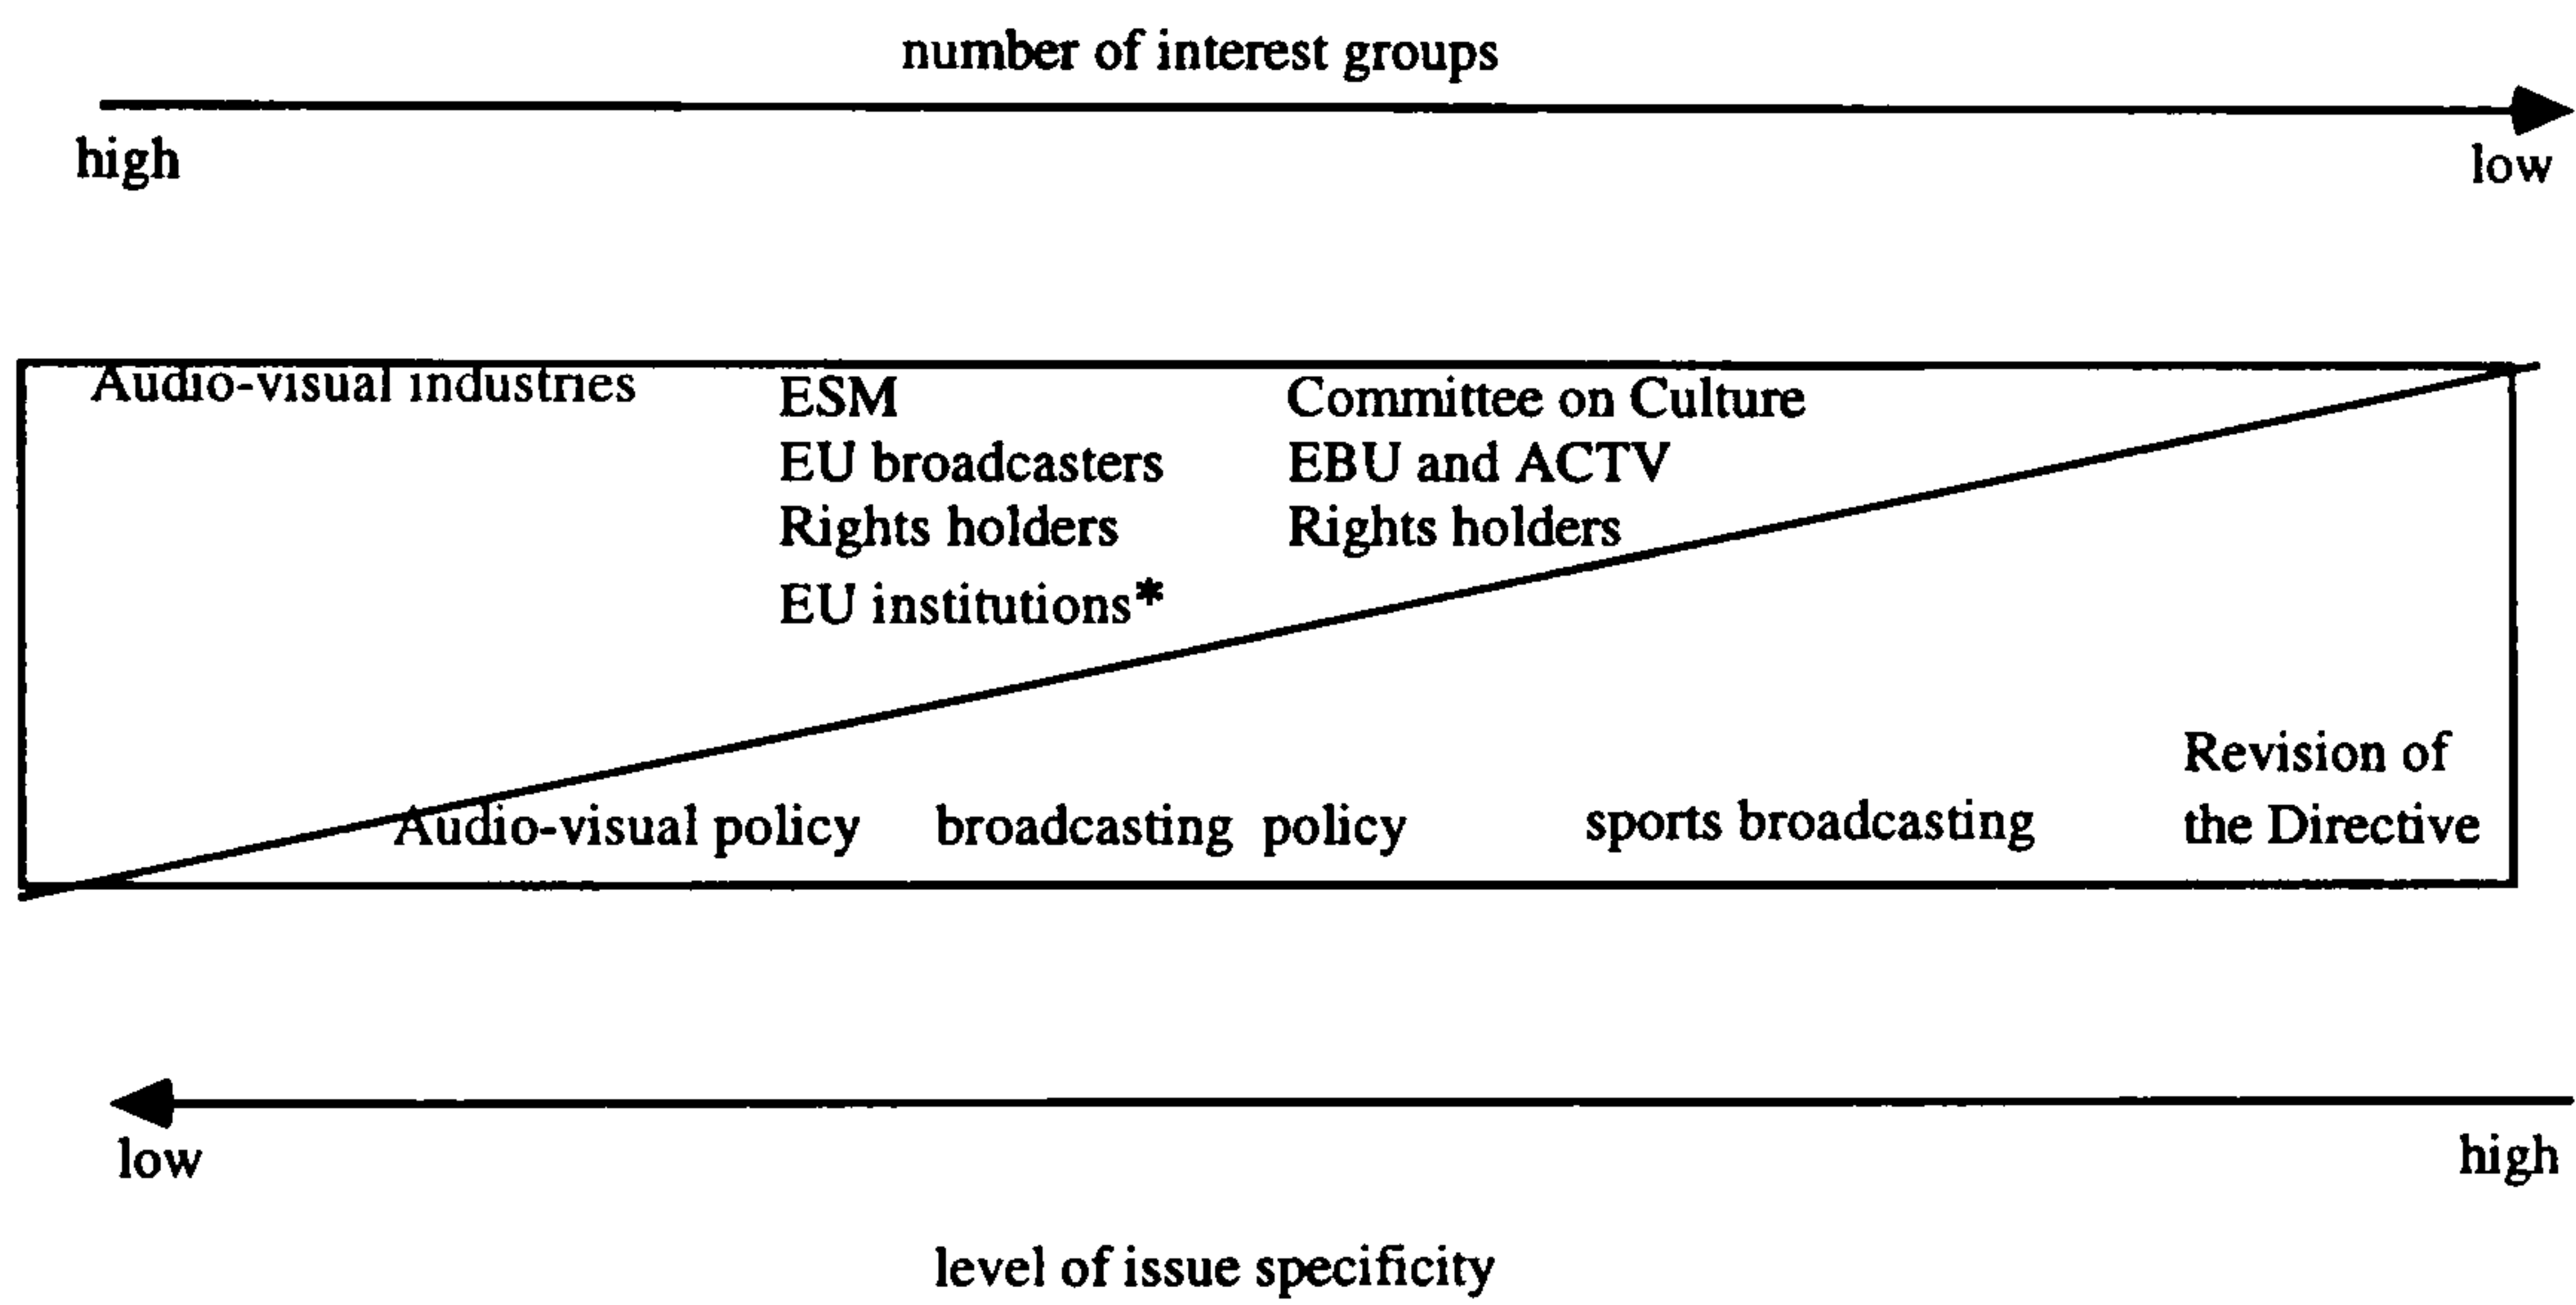 number of interest groups
high
low
Audio-visual industries
ESM
EU broadcasters
Rights holders
EU institutions*
Committee on Culture
EBU and ACTV
Rights holders
Audio-visual policy
broadcasting policy
sports broadcasting
Revision of
the Directive
low
high
level of issue specificity